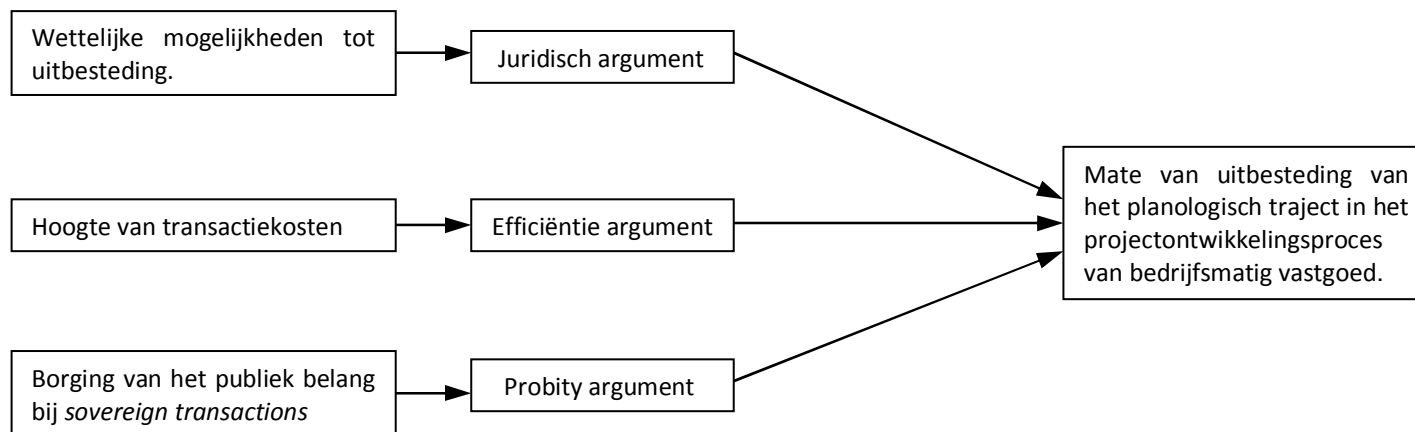 Wettelijke mogelijkheden tot
uitbesteding.
Juridisch argument
Hoogte van transactiekosten
Efficiëntie argument
Borging van het publiek belang
bij sovereign transactions
Probity argument
Mate van uitbesteding van
het planologisch traject in het
projectontwikkelingsproces
van bedrijfsmatig vastgoed.